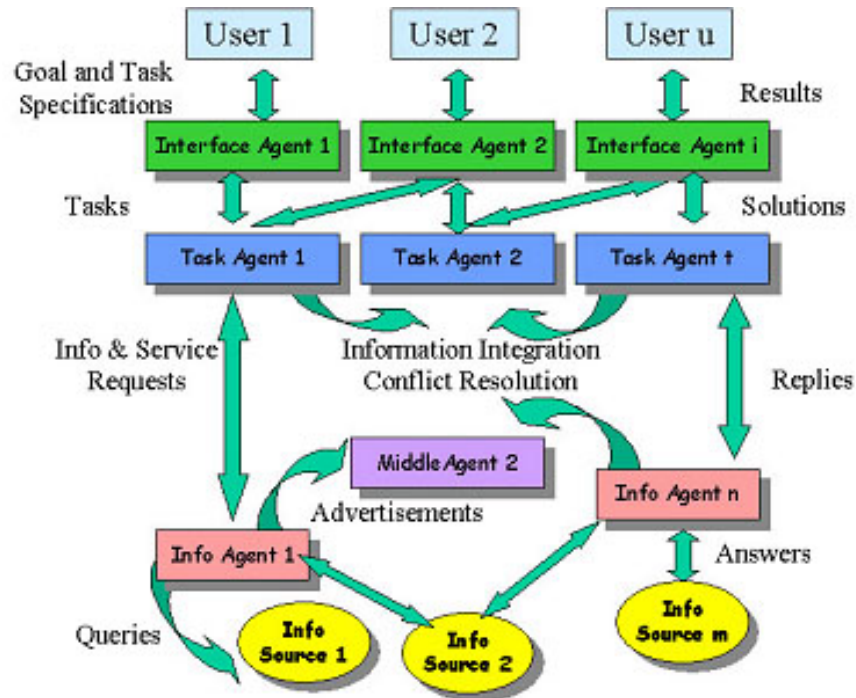 User 1
User 2
User u
Goal and Task
Specifications
Results
Interface Agent 1
Interface Agent 2
Interface Agent i
Tasks
Solutions
Task Agent 1
Task Agent 2
Task Agent t
Info & Service
Requests
Information Integration
Conflict Resolution
Replies
MiddleAgent 2
Info Agent n
Advertisements
Info Agent 1
Answers
Queries
Info
Source 1
Info
Source 2
Info
Source m